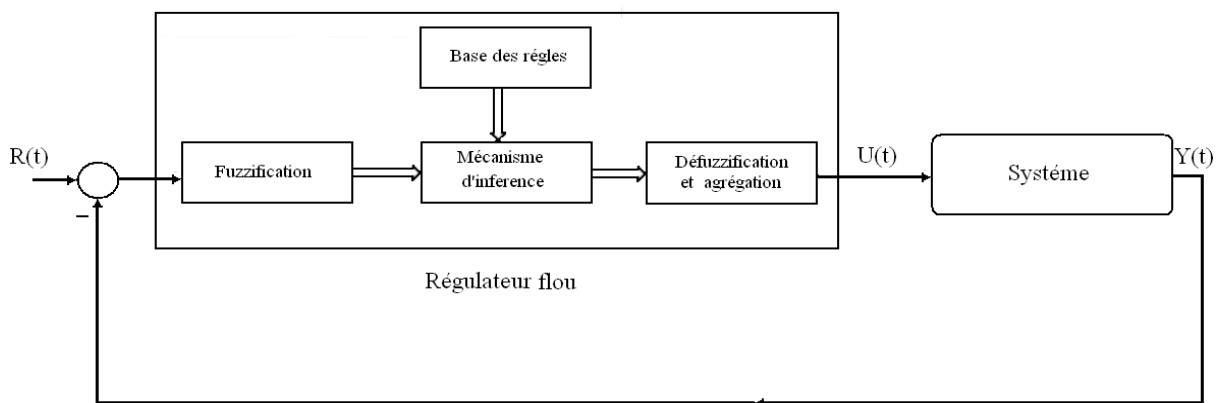 Base des régles
R(t)
Fuzzification
Mécanisme
d'inference
Défuzzification
et agrégation
U(t)
Systéme
Y(t)
–
Régulateur flou